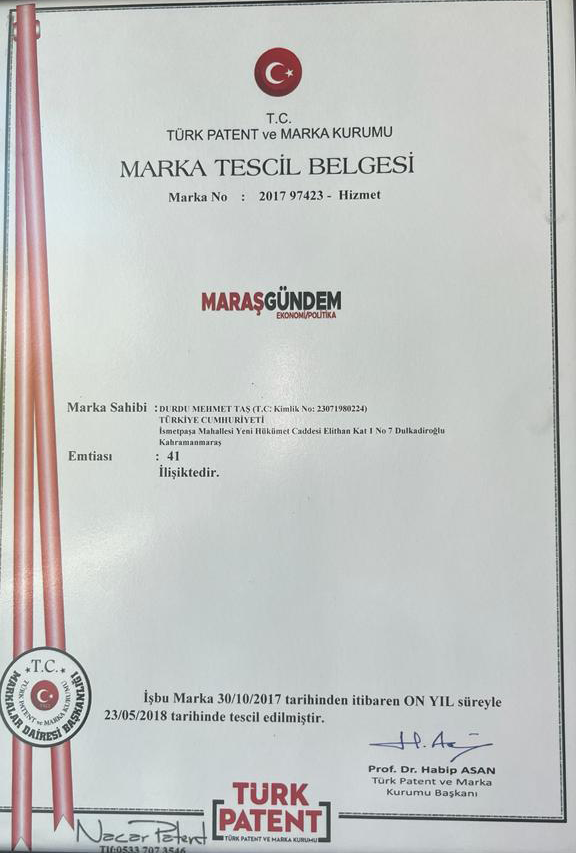 T.C.
TÜRK PATENT ve MARKA KURUMU
MARKA TESCİL BELGESİ
Marka No : 2017 97423 - Hizmet
MARAŞGÜNDEM
EKONOMİ/POLİTİKA
Marka Sahibi : DURDU MEHMET TAŞ (T.C. Kimlik No: 23071980224)
TÜRKİYE CUMHURİYETİ
İsmetpaşa Mahallesi Yeni Hükümet Caddesi Elithan Kat 1 No 7 Dulkadiroğlu
Kahramanmaraş
Emtiası : 41
İlişiktedir.
T.C.
TÜRK PATENT ve MARKA KURUMU
MARKALAR DAİRESİ BAŞKANLIĞI
İşbu Marka 30/10/2017 tarihinden itibaren ON YIL süreyle
23/05/2018 tarihinde tescil edilmiştir.
Prof. Dr. Habip ASAN
Türk Patent ve Marka
Kurumu Başkanı
TÜRK
PATENT
TÜRK PATENT VE MARKA KURUMU
Nacar Patent
Tlf:0533 707 3546